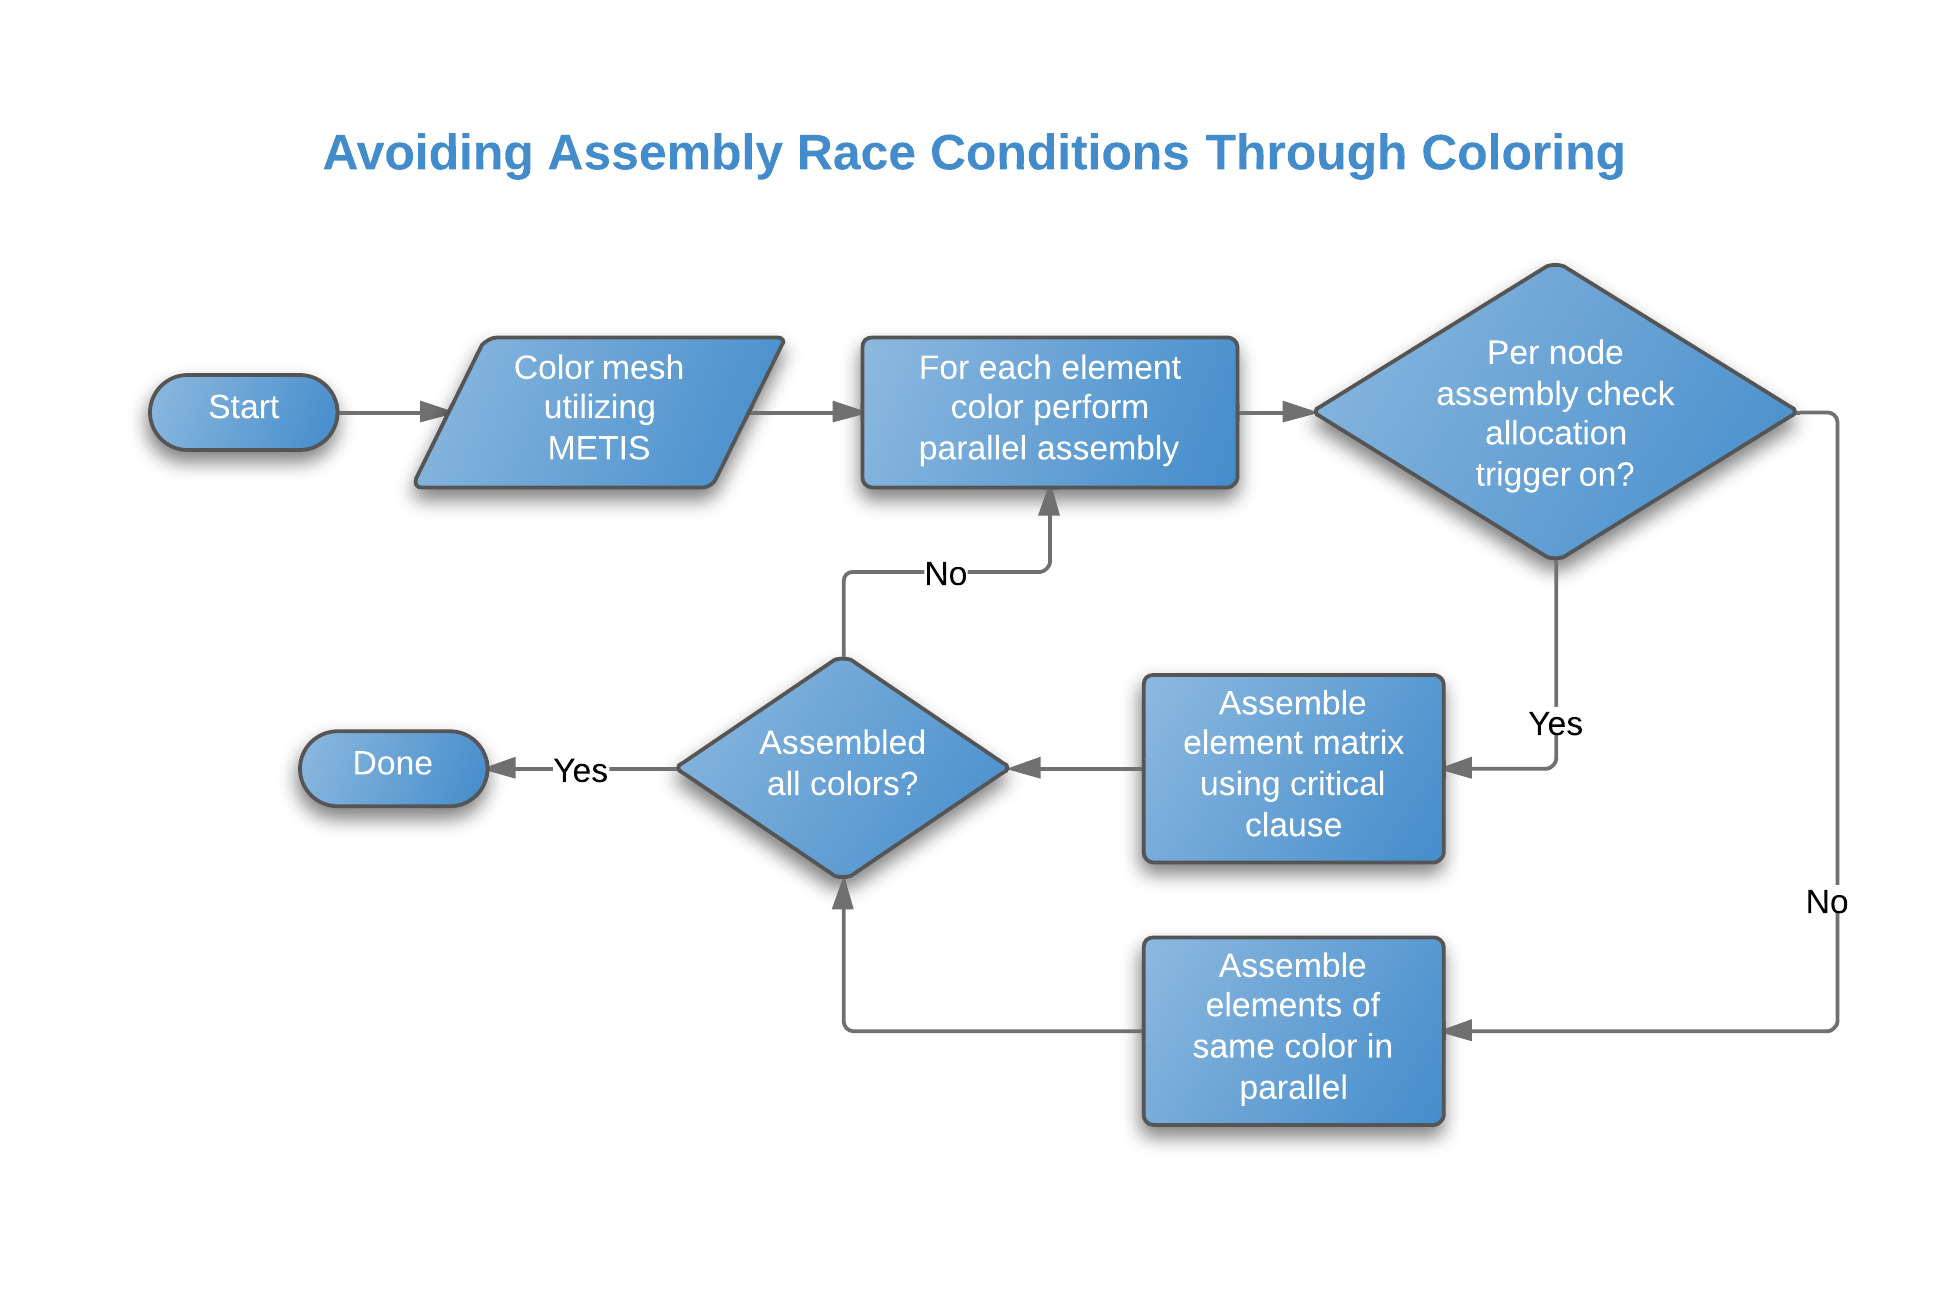 Avoiding Assembly Race Conditions Through Coloring
Start
Color mesh
utilizing
METIS
For each element
color perform
parallel assembly
Per node
assembly check
allocation
trigger on?
No
Yes
Assemble
element matrix
using critical
clause
Assembled
all colors?
Yes
Done
No
Assemble
elements of
same color in
parallel